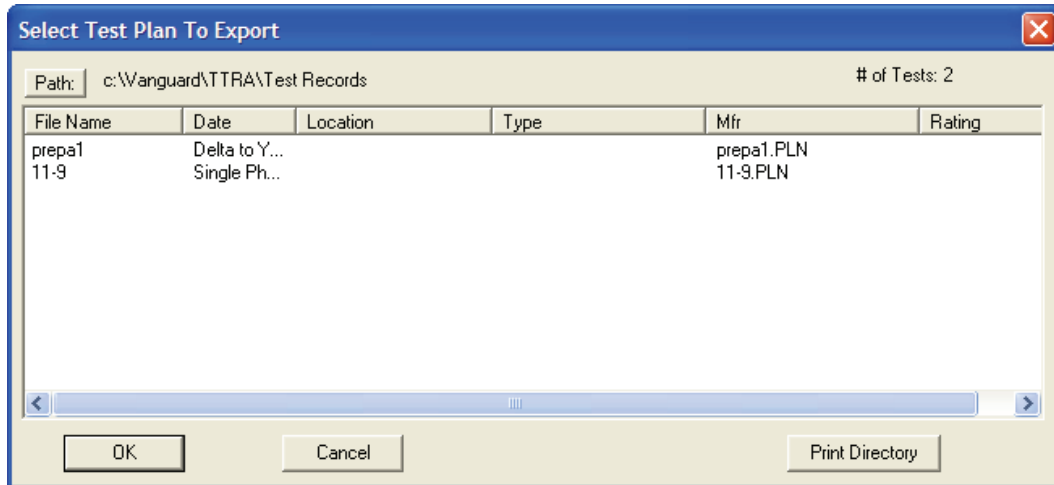 Select Test Plan To Export
Path: c:\Vanguard\TTRA\Test Records # of Tests: 2
File Name Date Location Type Mfr Rating
prepa1 Delta to Y... prepa1.PLN
11-9 Single Ph... 11-9.PLN
OK Cancel Print Directory